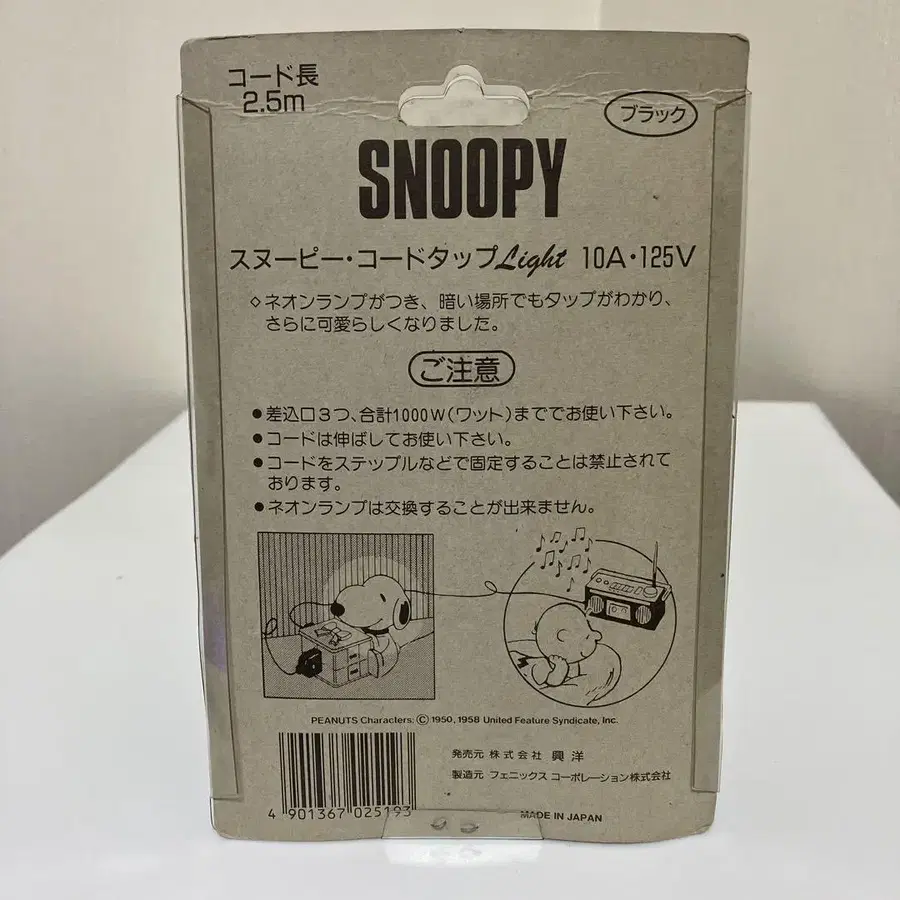 コード長
2.5m
ブラック
SNOOPY
スヌーピー・コードタップLight 10A・125V
◇ネオンランプがつき、暗い場所でもタップがわかり、
さらに可愛らしくなりました。
ご注意
●差込口3つ、合計1000W(ワット)まででお使い下さい。
●コードは伸ばしてお使い下さい。
●コードをステップルなどで固定することは禁止されて
おります。
●ネオンランプは交換することが出来ません。
PEANUTS Characters: © 1950, 1958 United Feature Syndicate, Inc.
発売元 株式会社 興洋
製造元 フェニックス コーポレーション株式会社
4 901367 025193
MADE IN JAPAN